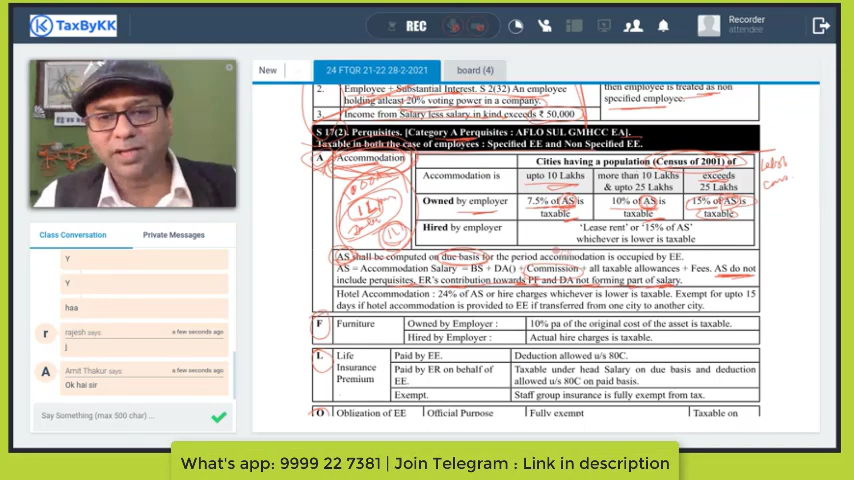 TaxByKK
REC
Recorder
attendee
New
24 FTQR 21-22 28-2-2021
board (4)
2. Employee + Substantial Interest. S 2(32) An employee holding atleast 20% voting power in a company.
then employee is treated as non specified employee.
3. Income from Salary less salary in kind exceeds ₹ 50,000
S 17(2). Perquisites. [Category A Perquisites : AFLO SUL GMHCC EA].
Taxable in both the case of employees : Specified EE and Non Specified EE.
A Accommodation
Cities having a population (Census of 2001) of
Accommodation is
upto 10 Lakhs
more than 10 Lakhs & upto 25 Lakhs
exceeds 25 Lakhs
Owned by employer
7.5% of AS is taxable
10% of AS is taxable
15% of AS is taxable
Hired by employer
'Lease rent' or '15% of AS' whichever is lower is taxable
AS shall be computed on due basis for the period accommodation is occupied by EE.
AS = Accommodation Salary = BS + DA() + Commission + all taxable allowances + Fees. AS do not
include perquisites, ER's contribution towards PF and DA not forming part of salary.
Hotel Accommodation : 24% of AS or hire charges whichever is lower is taxable. Exempt for upto 15
days if hotel accommodation is provided to EE if transferred from one city to another city.
F Furniture
Owned by Employer :
10% pa of the original cost of the asset is taxable.
Hired by Employer :
Actual hire charges is taxable.
L Life Insurance Premium
Paid by EE.
Deduction allowed u/s 80C.
Paid by ER on behalf of EE.
Taxable under head Salary on due basis and deduction allowed u/s 80C on paid basis.
Exempt.
Staff group insurance is fully exempt from tax.
O Obligation of EE
Official Purpose
Fully exempt
Taxable on
Class Conversation
Private Messages
Y
Y
haa
r
rajesh says:
a few seconds ago
j
A
Amit Thakur says:
a few seconds ago
Ok hai sir
Say Something (max 500 char) ...
What's app: 9999 22 7381 | Join Telegram : Link in description